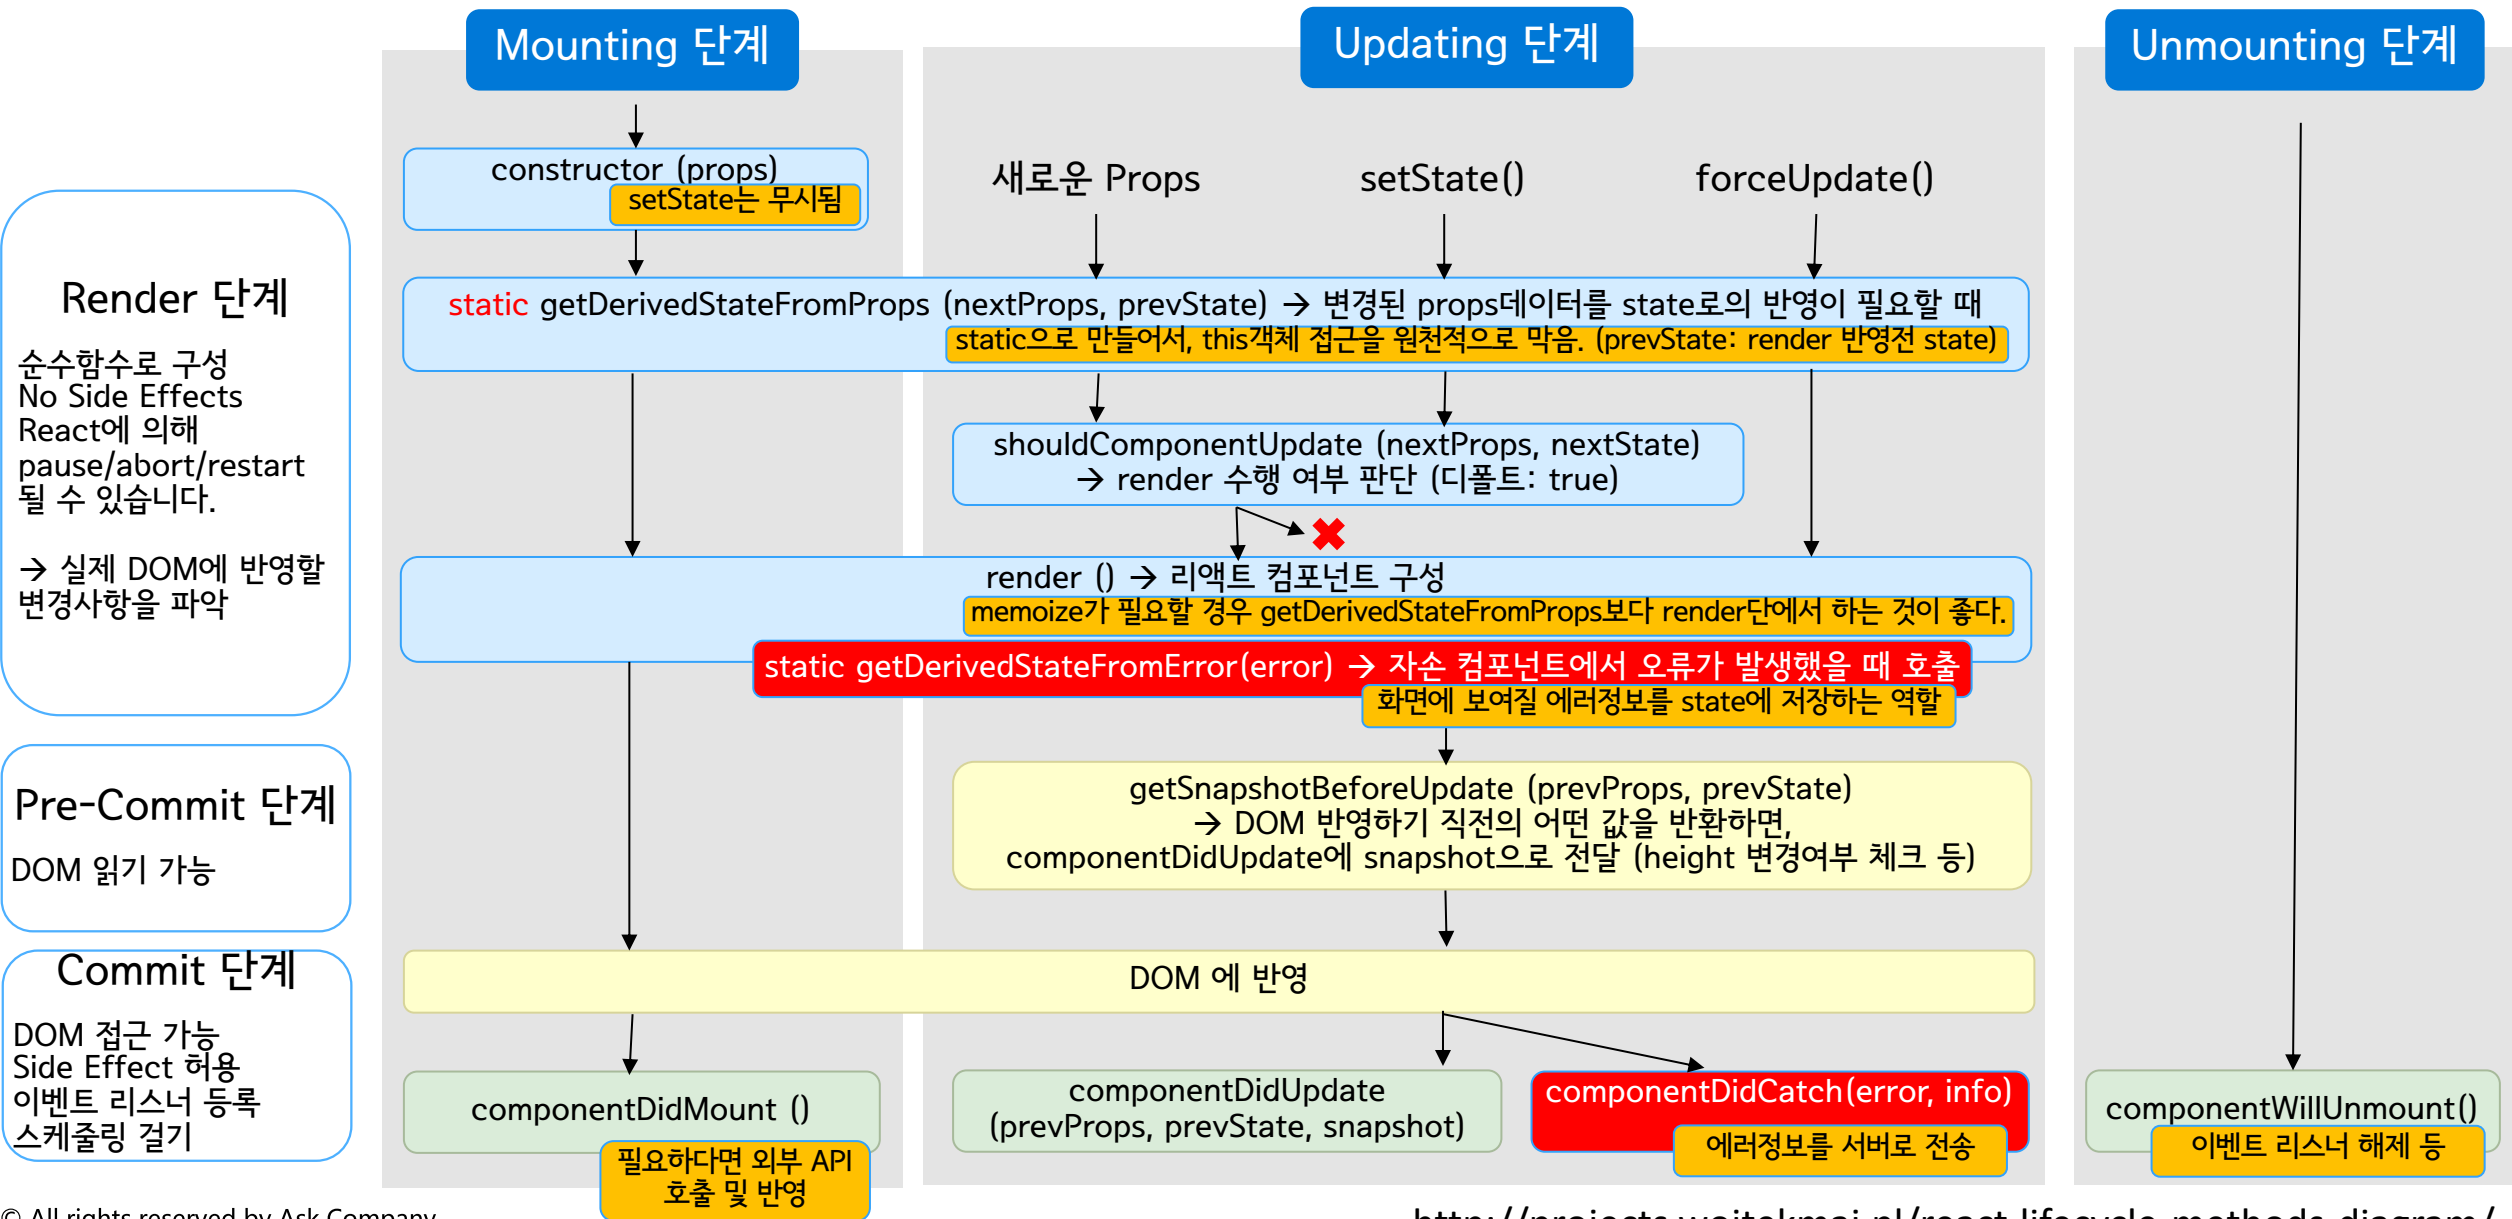 Mounting 단계
Updating 단계
Unmounting 단계
constructor (props)
setState는 무시됨
새로운 Props
setState()
forceUpdate()
Render 단계
순수함수로 구성
No Side Effects
React에 의해
pause/abort/restart
될 수 있습니다.
→ 실제 DOM에 반영할
변경사항을 파악
static getDerivedStateFromProps (nextProps, prevState) → 변경된 props데이터를 state로의 반영이 필요할 때
static으로 만들어서, this객체 접근을 원천적으로 막음. (prevState: render 반영전 state)
shouldComponentUpdate (nextProps, nextState)
→ render 수행 여부 판단 (디폴트: true)
render () → 리액트 컴포넌트 구성
memoize가 필요할 경우 getDerivedStateFromProps보다 render단에서 하는 것이 좋다.
static getDerivedStateFromError(error) → 자손 컴포넌트에서 오류가 발생했을 때 호출
화면에 보여질 에러정보를 state에 저장하는 역할
Pre-Commit 단계
DOM 읽기 가능
getSnapshotBeforeUpdate (prevProps, prevState)
→ DOM 반영하기 직전의 어떤 값을 반환하면,
componentDidUpdate에 snapshot으로 전달 (height 변경여부 체크 등)
Commit 단계
DOM 접근 가능
Side Effect 허용
이벤트 리스너 등록
스케줄링 걸기
DOM 에 반영
componentDidMount ()
필요하다면 외부 API
호출 및 반영
componentDidUpdate
(prevProps, prevState, snapshot)
componentDidCatch(error, info)
에러정보를 서버로 전송
componentWillUnmount()
이벤트 리스너 해제 등
© All rights reserved by Ask Company
http://projects.wojtekmaj.pl/react-lifecycle-methods-diagram/